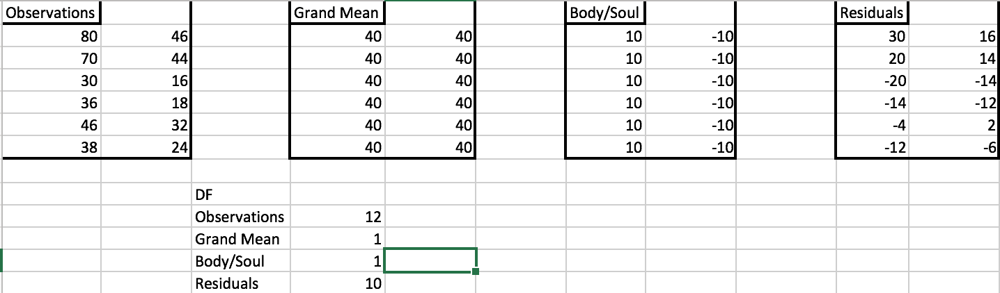 Observations Grand Mean Body/Soul Residuals
80 46 40 40 10 -10 30 16
70 44 40 40 10 -10 20 14
30 16 40 40 10 -10 -20 -14
36 18 40 40 10 -10 -14 -12
46 32 40 40 10 -10 -4 2
38 24 40 40 10 -10 -12 -6
DF
Observations 12
Grand Mean 1
Body/Soul 1
Residuals 10